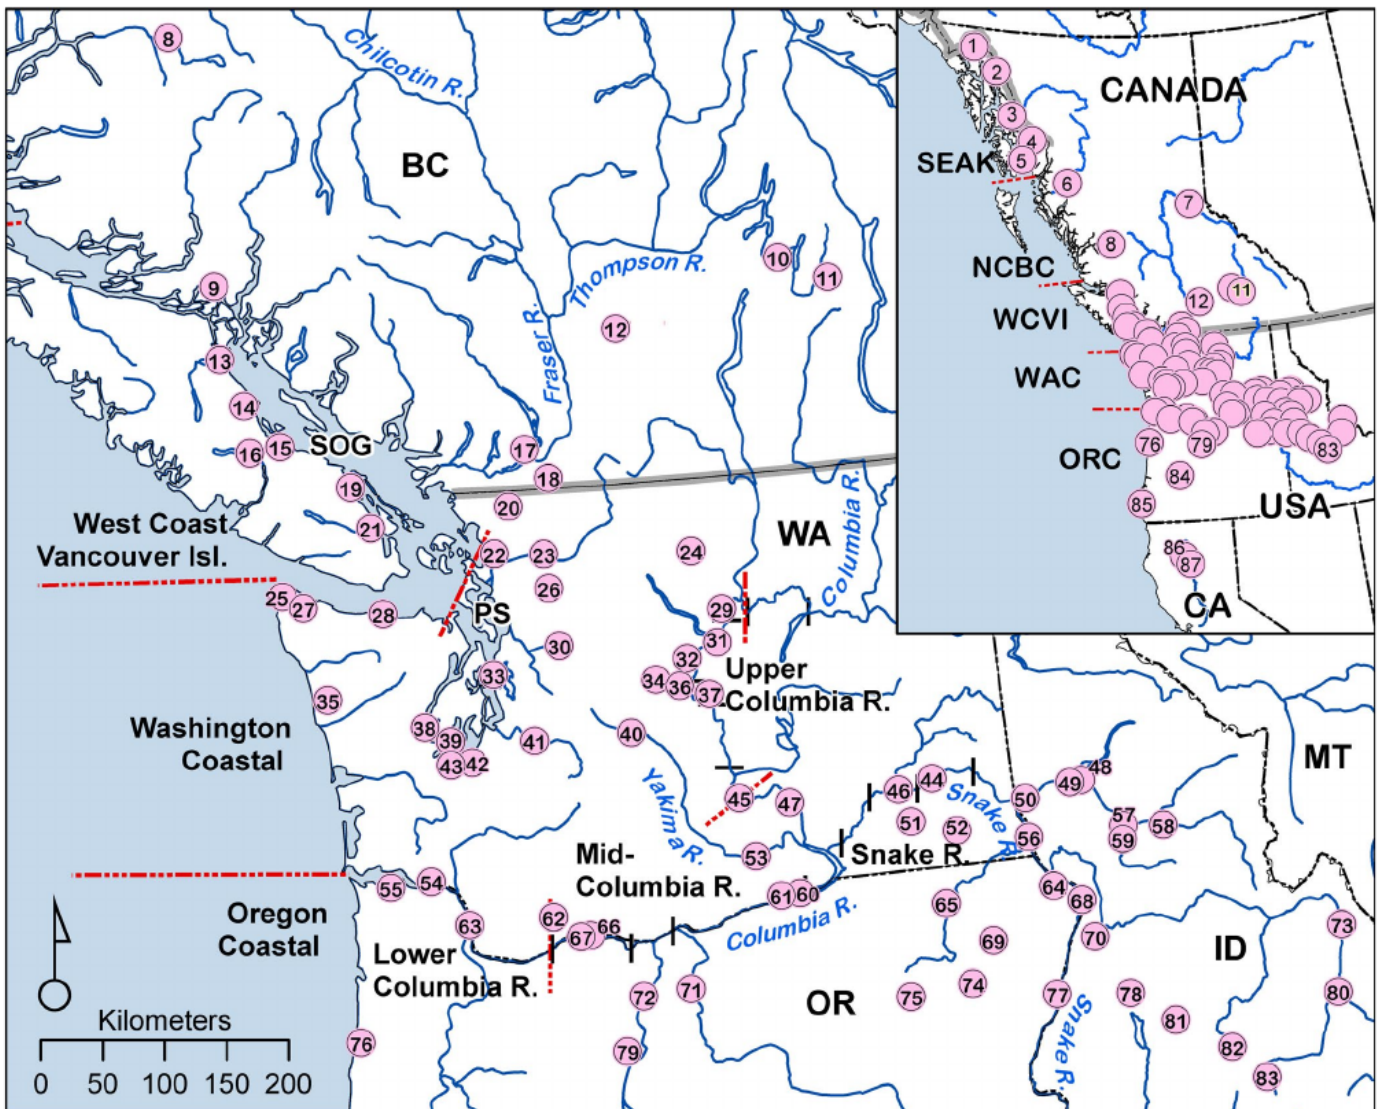 8
Chilcotin R.
BC
Thompson R.
10
11
9
12
Fraser R.
13
14
15
16
SOG
17
18
19
20
21
West Coast
Vancouver Isl.
22
23
24
WA
Columbia R.
25
27
28
26
PS
29
30
31
32
33
34
36
37
Upper
Columbia R.
35
Washington
Coastal
38
39
40
41
43
42
Yakima R.
45
47
46
44
Snake R.
48
49
50
51
52
53
56
57
58
59
Snake R.
MT
Mid-
Columbia R.
54
55
61
60
64
65
68
Columbia R.
Oregon
Coastal
63
62
67
66
69
70
73
ID
Lower
Columbia R.
72
71
OR
75
74
77
78
80
81
82
83
Snake R.
76
79
Kilometers
0 50 100 150 200
1
2
CANADA
3
4
5
SEAK
6
7
8
NCBC
11
12
WCVI
WAC
76
79
83
ORC
84
85
USA
86
87
CA